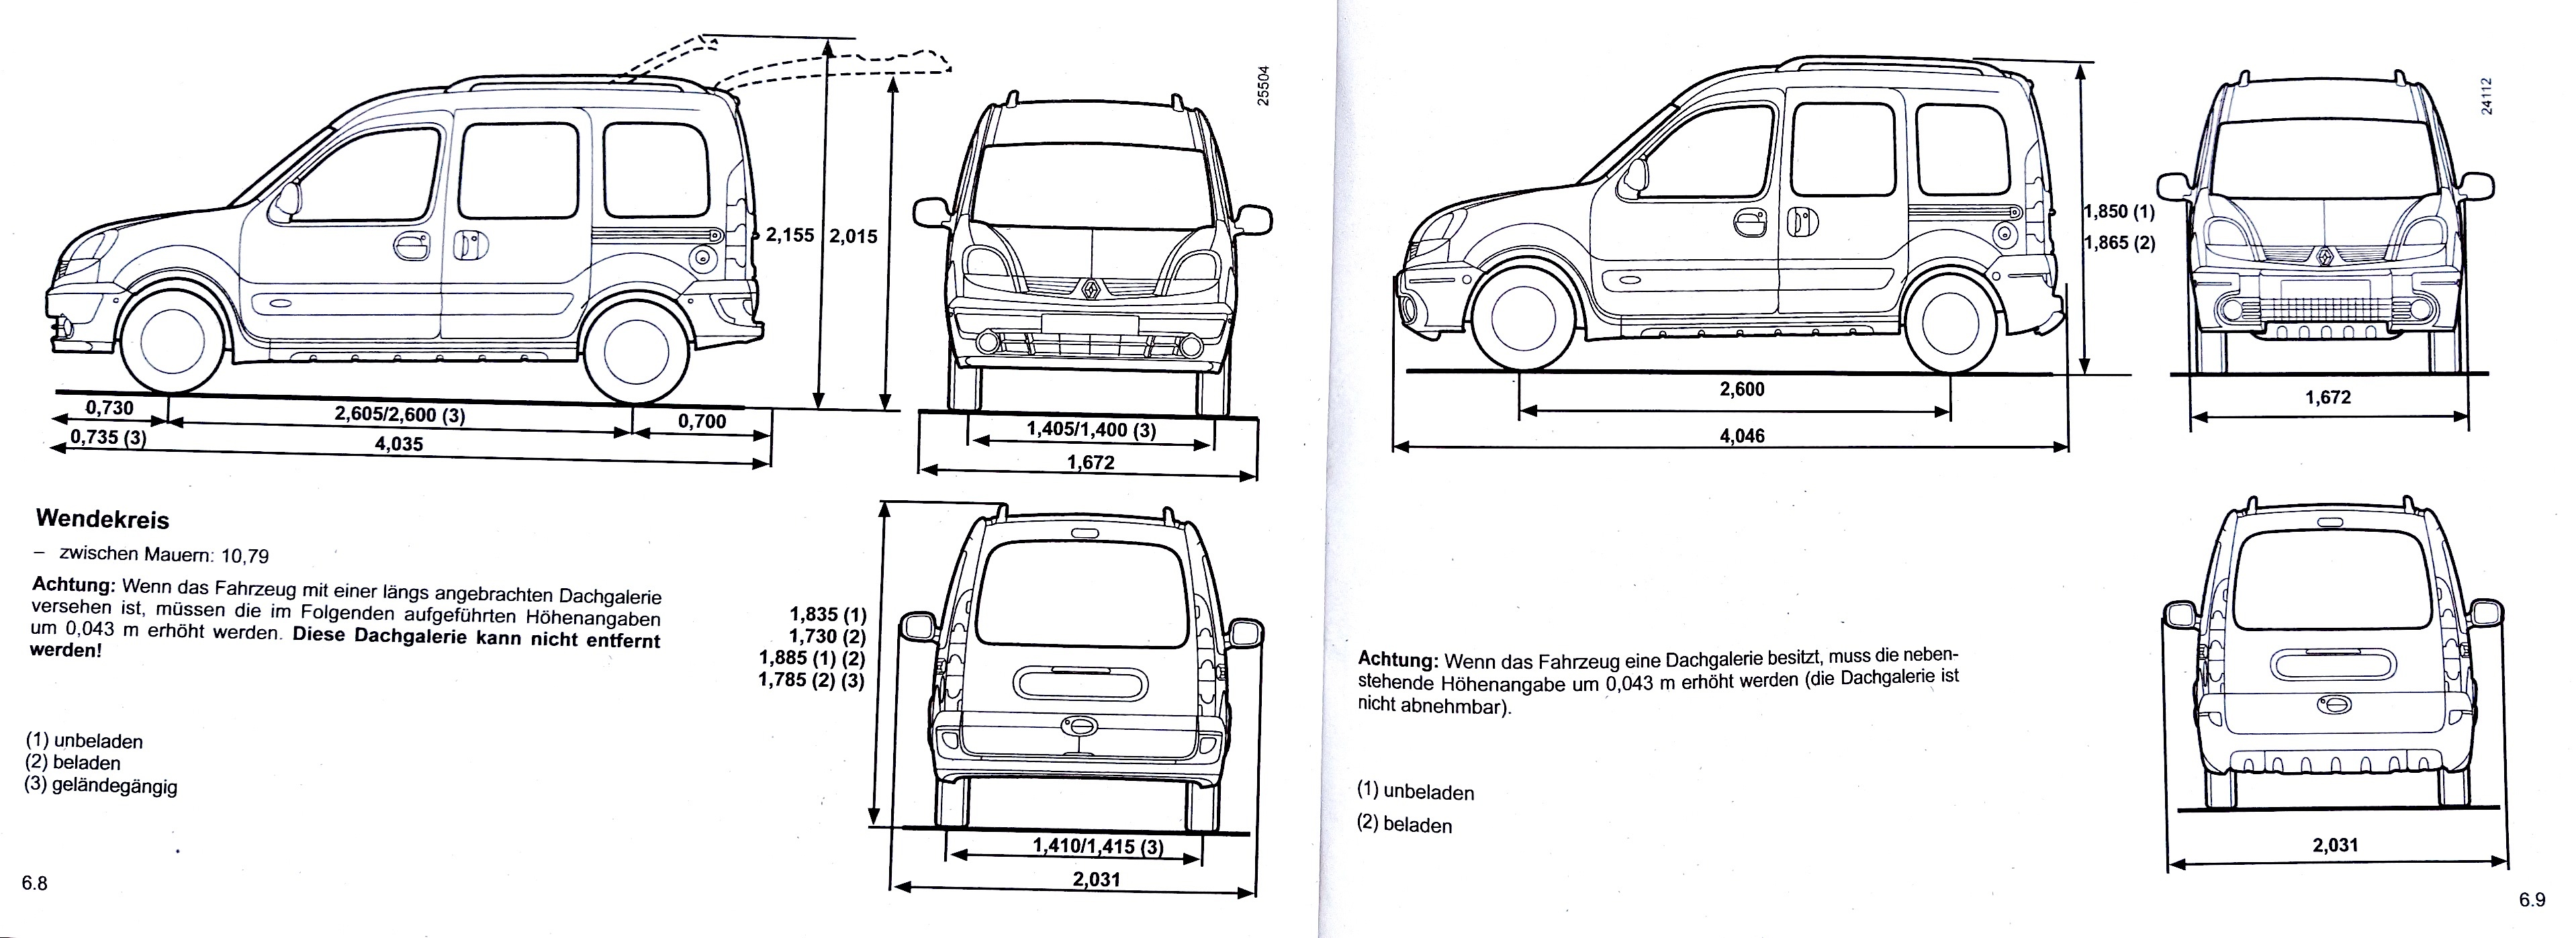 25504
2,155
2,015
0,730
2,605/2,600 (3)
0,700
0,735 (3)
4,035
1,405/1,400 (3)
1,672
Wendekreis
– zwischen Mauern: 10,79
Achtung: Wenn das Fahrzeug mit einer längs angebrachten Dachgalerie
versehen ist, müssen die im Folgenden aufgeführten Höhenangaben
um 0,043 m erhöht werden. Diese Dachgalerie kann nicht entfernt
werden!
1,835 (1)
1,730 (2)
1,885 (1) (2)
1,785 (2) (3)
(1) unbeladen
(2) beladen
(3) geländegängig
1,410/1,415 (3)
2,031
6.8
24112
1,850 (1)
1,865 (2)
2,600
4,046
1,672
Achtung: Wenn das Fahrzeug eine Dachgalerie besitzt, muss die neben-
stehende Höhenangabe um 0,043 m erhöht werden (die Dachgalerie ist
nicht abnehmbar).
(1) unbeladen
(2) beladen
2,031
6.9